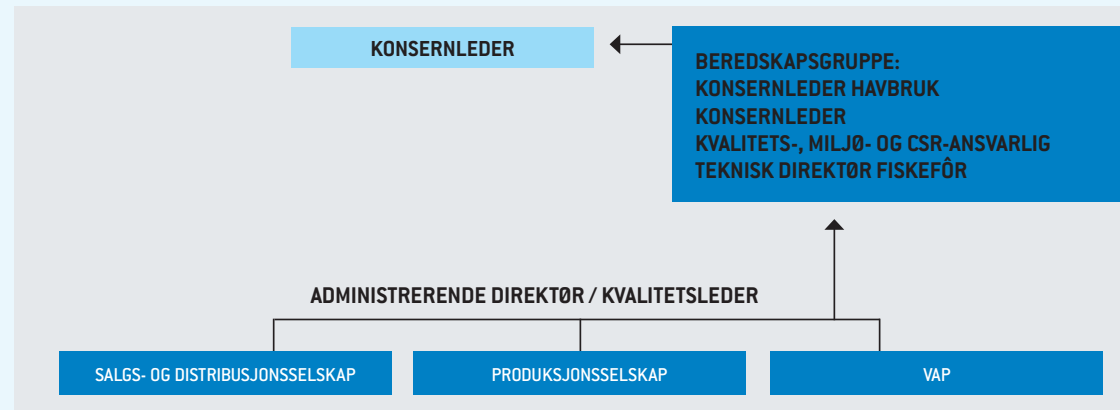 KONSERNLEDER
BEREDSKAPSGRUPPE:
KONSERNLEDER HAVBRUK
KONSERNLEDER
KVALITETS-, MILJØ- OG CSR-ANSVARLIG
TEKNISK DIREKTØR FISKEFÔR
ADMINISTRERENDE DIREKTØR / KVALITETSLEDER
SALGS- OG DISTRIBUSJONSSELSKAP
PRODUKSJONSSELSKAP
VAP